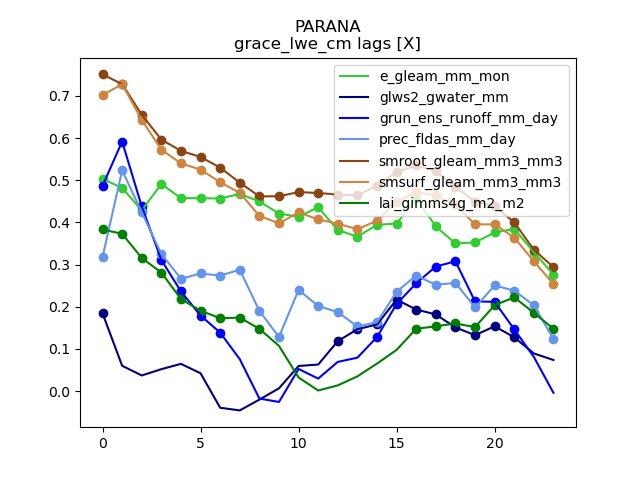 PARANA
grace_lwe_cm lags [X]
e_gleam_mm_mon
glws2_gwater_mm
grun_ens_runoff_mm_day
prec_fldas_mm_day
smroot_gleam_mm3_mm3
smsurf_gleam_mm3_mm3
lai_gimms4g_m2_m2
0.7
0.6
0.5
0.4
0.3
0.2
0.1
0.0
0
5
10
15
20